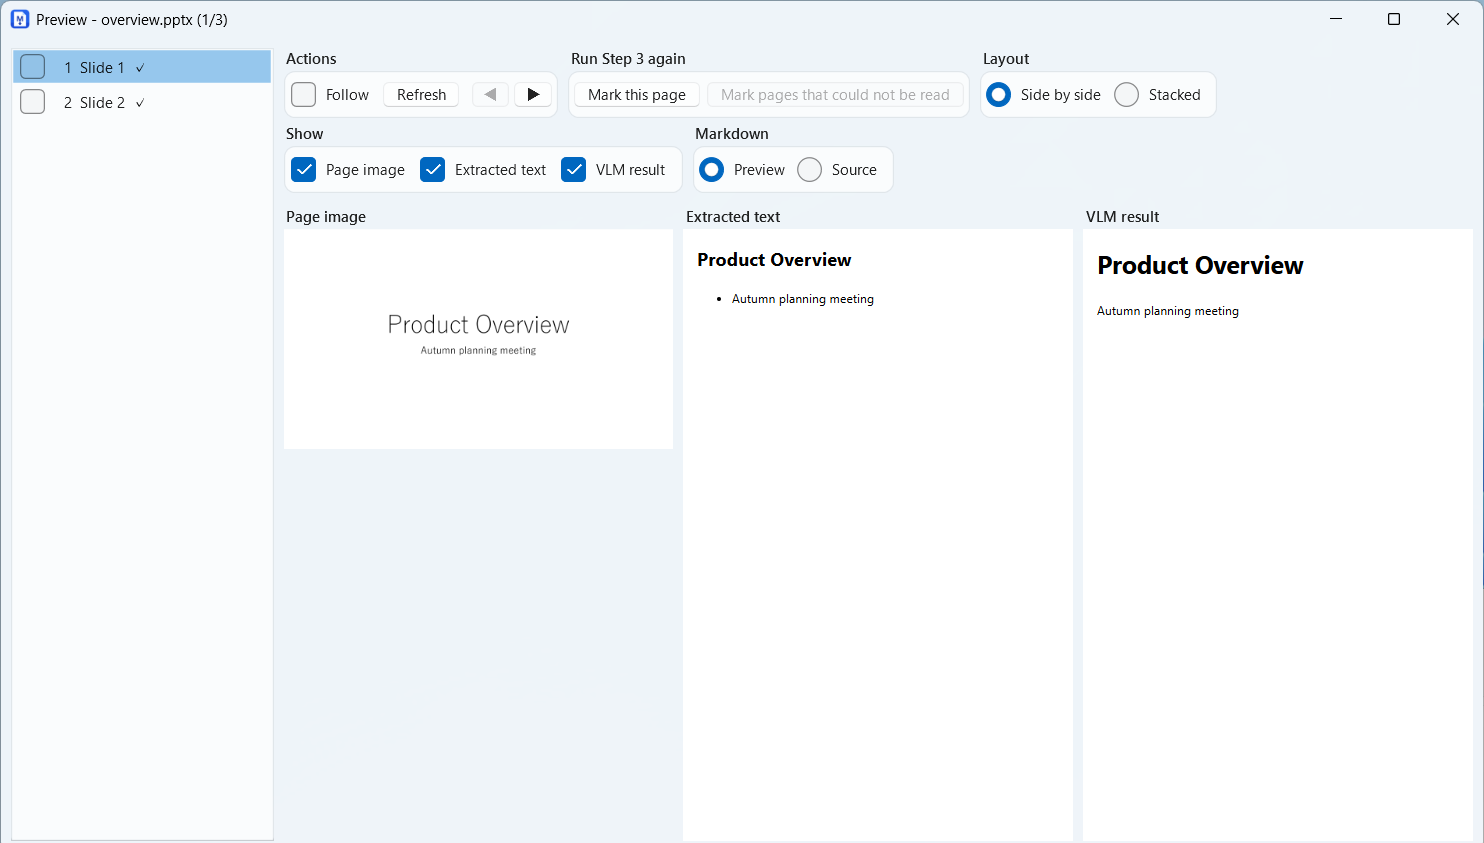 Preview - overview.pptx (1/3)
1 Slide 1 ✓
2 Slide 2 ✓
Actions
Follow Refresh ◀ ▶
Run Step 3 again
Mark this page Mark pages that could not be read
Layout
Side by side Stacked
Show
Page image Extracted text VLM result
Markdown
Preview Source
Page image
Product Overview
Autumn planning meeting
Extracted text
Product Overview
• Autumn planning meeting
VLM result
Product Overview
Autumn planning meeting